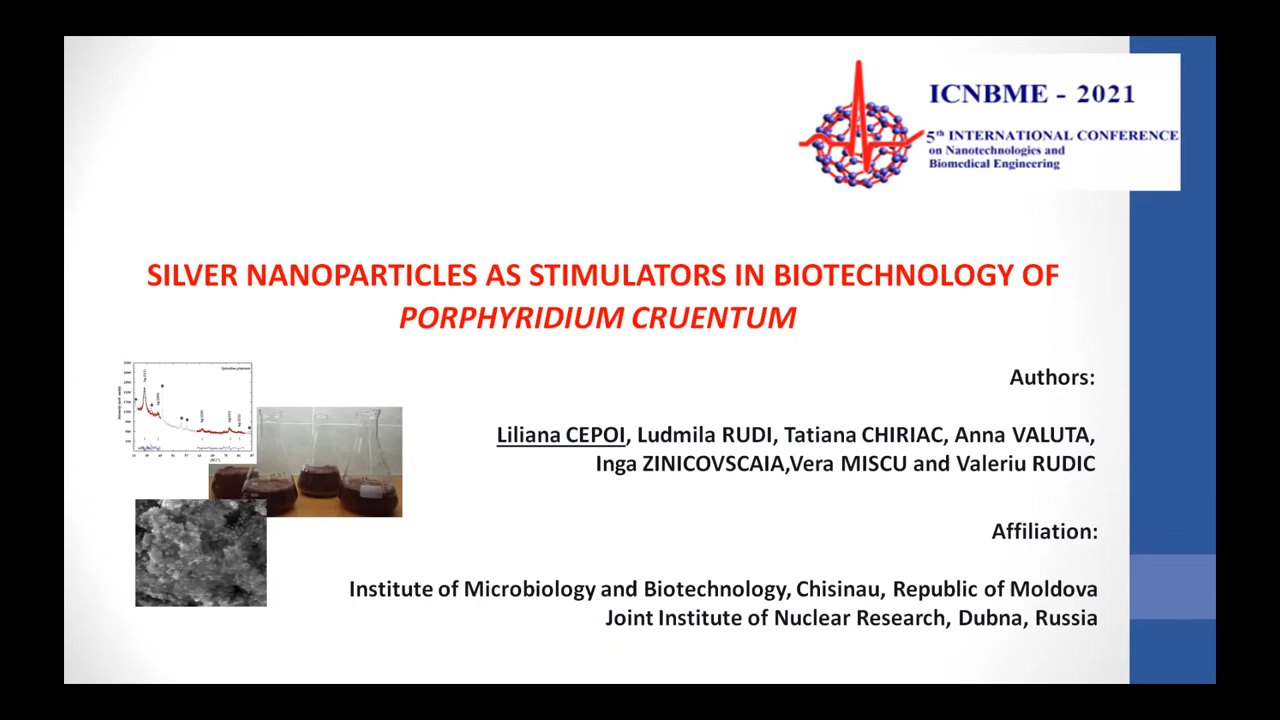 ICNBME - 2021
5th INTERNATIONAL CONFERENCE
on Nanotechnologies and
Biomedical Engineering
SILVER NANOPARTICLES AS STIMULATORS IN BIOTECHNOLOGY OF
PORPHYRIDIUM CRUENTUM
Authors:
Liliana CEPOI, Ludmila RUDI, Tatiana CHIRIAC, Anna VALUTA,
Inga ZINICOVSCAIA,Vera MISCU and Valeriu RUDIC
Affiliation:
Institute of Microbiology and Biotechnology, Chisinau, Republic of Moldova
Joint Institute of Nuclear Research, Dubna, Russia